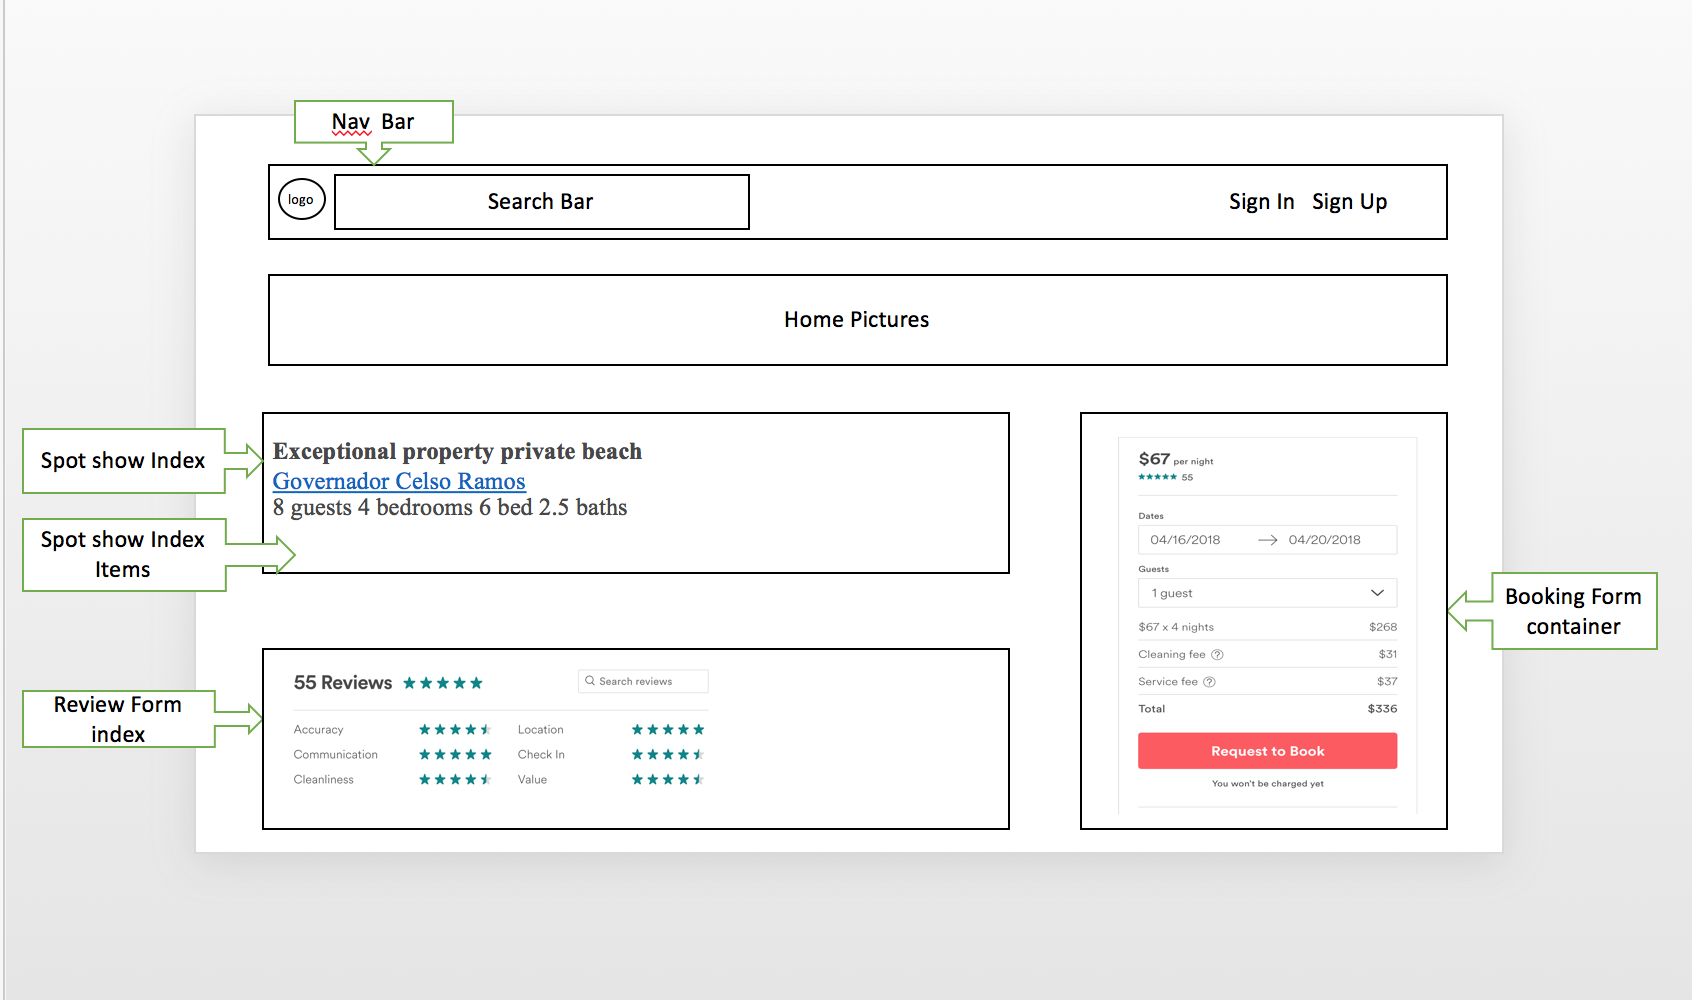 Nav Bar
logo
Search Bar
Sign In Sign Up
Home Pictures
Spot show Index
Exceptional property private beach
Governador Celso Ramos
8 guests 4 bedrooms 6 bed 2.5 baths
Spot show Index
Items
Review Form
index
55 Reviews
Search reviews
Accuracy
Location
Communication
Check In
Cleanliness
Value
$67 per night
55
Dates
04/16/2018
04/20/2018
Guests
1 guest
$67 x 4 nights $268
Cleaning fee ? $31
Service fee ? $37
Total $336
Request to Book
You won't be charged yet
Booking Form
container